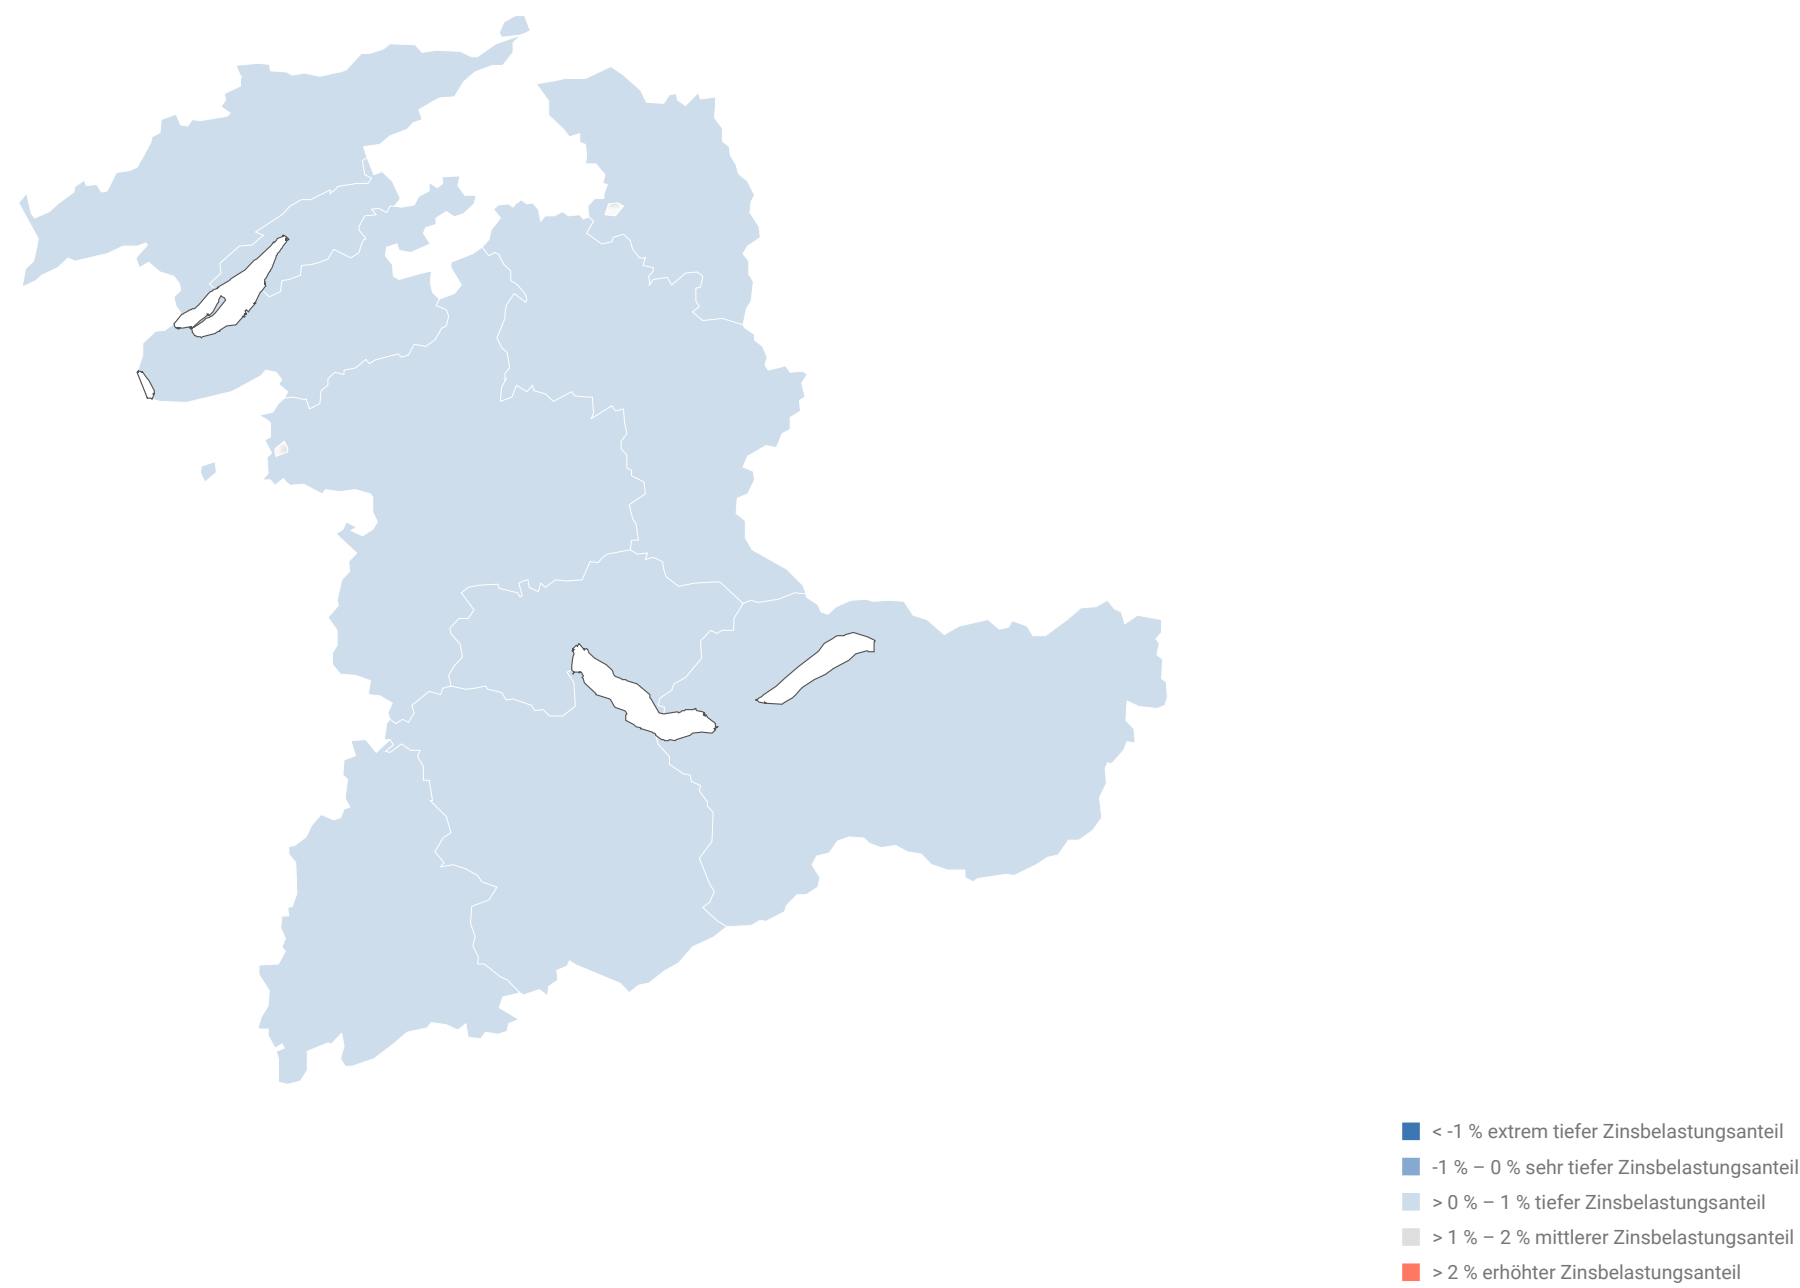 < -1 % extrem tiefer Zinsbelastungsanteil
-1 % – 0 % sehr tiefer Zinsbelastungsanteil
> 0 % – 1 % tiefer Zinsbelastungsanteil
> 1 % – 2 % mittlerer Zinsbelastungsanteil
> 2 % erhöhter Zinsbelastungsanteil